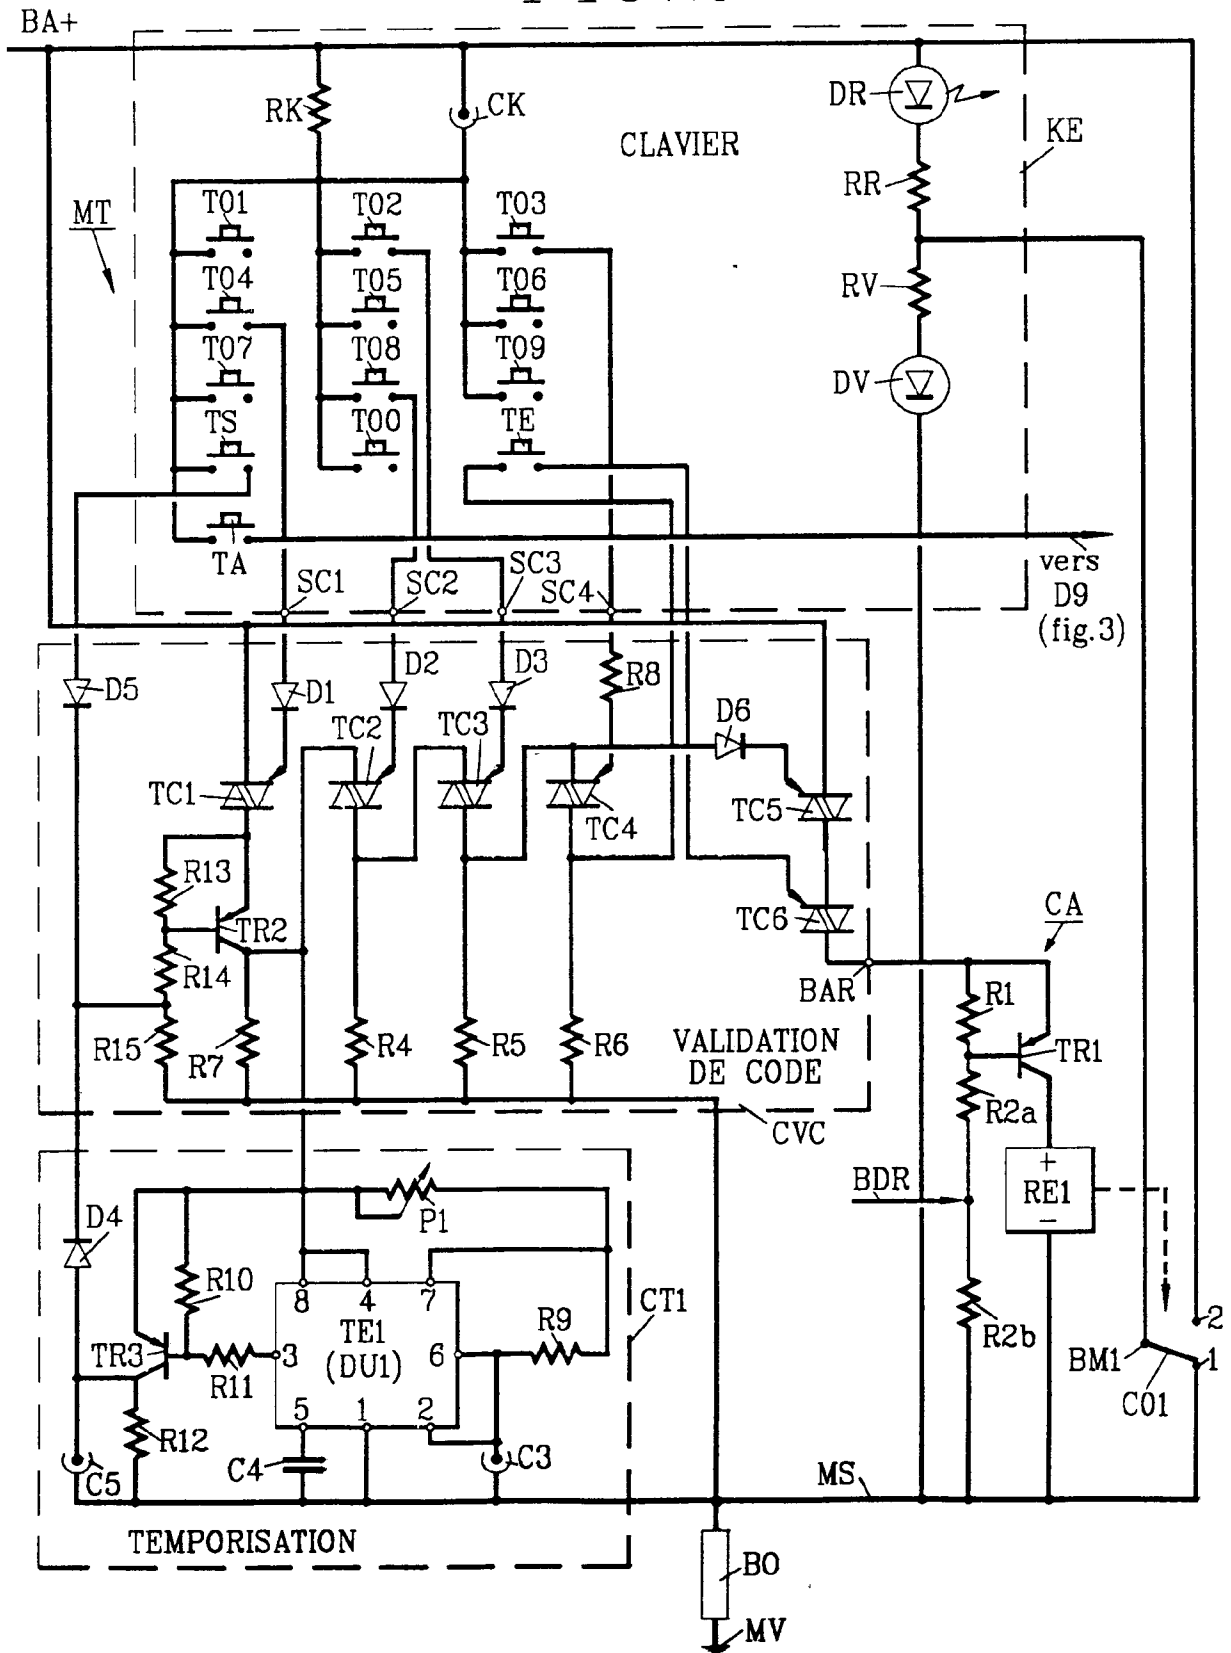 BA+
RK
CK
DR
CLAVIER
KE
RR
MT
T01
T02
T03
T04
T05
T06
RV
T07
T08
T09
DV
TS
T00
TE
TA
vers
D9
(fig.3)
SC1
SC2
SC3
SC4
D5
D1
D2
D3
R8
D6
TC1
TC2
TC3
TC4
TC5
R13
TR2
TC6
CA
R14
BAR
R1
R15
R7
R4
R5
R6
VALIDATION
DE CODE
TR1
R2a
CVC
BDR
P1
+
RE1
−
D4
R10
8
4
7
CT1
TE1
(DU1)
R9
TR3
3
6
R11
R2b
2
BM1
1
C01
5
1
2
R12
C5
C4
C3
MS
TEMPORISATION
BO
MV